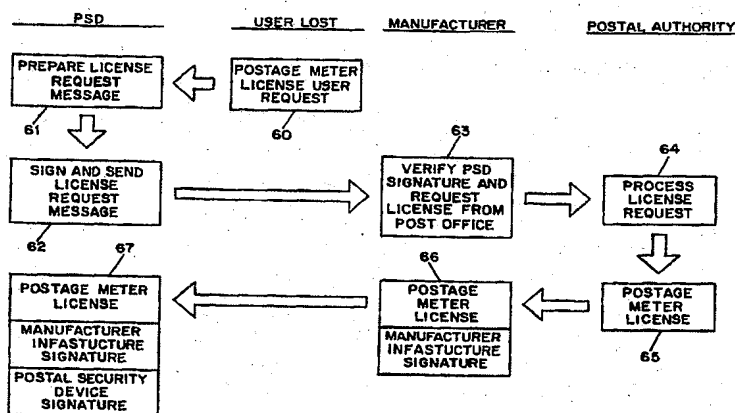 PSD
USER LOST
MANUFACTURER
POSTAL AUTHORITY
PREPARE LICENSE
REQUEST
MESSAGE
61
POSTAGE METER
LICENSE USER
REQUEST
60
SIGN AND SEND
LICENSE
REQUEST
MESSAGE
62
63
VERIFY PSD
SIGNATURE AND
REQUEST
LICENSE FROM
POST OFFICE
64
PROCESS
LICENSE
REQUEST
67
POSTAGE METER
LICENSE
MANUFACTURER
INFASTUCTURE
SIGNATURE
POSTAL SECURITY
DEVICE
SIGNATURE
66
POSTAGE
METER
LICENSE
MANUFACTURER
INFASTUCTURE
SIGNATURE
POSTAGE
METER
LICENSE
65